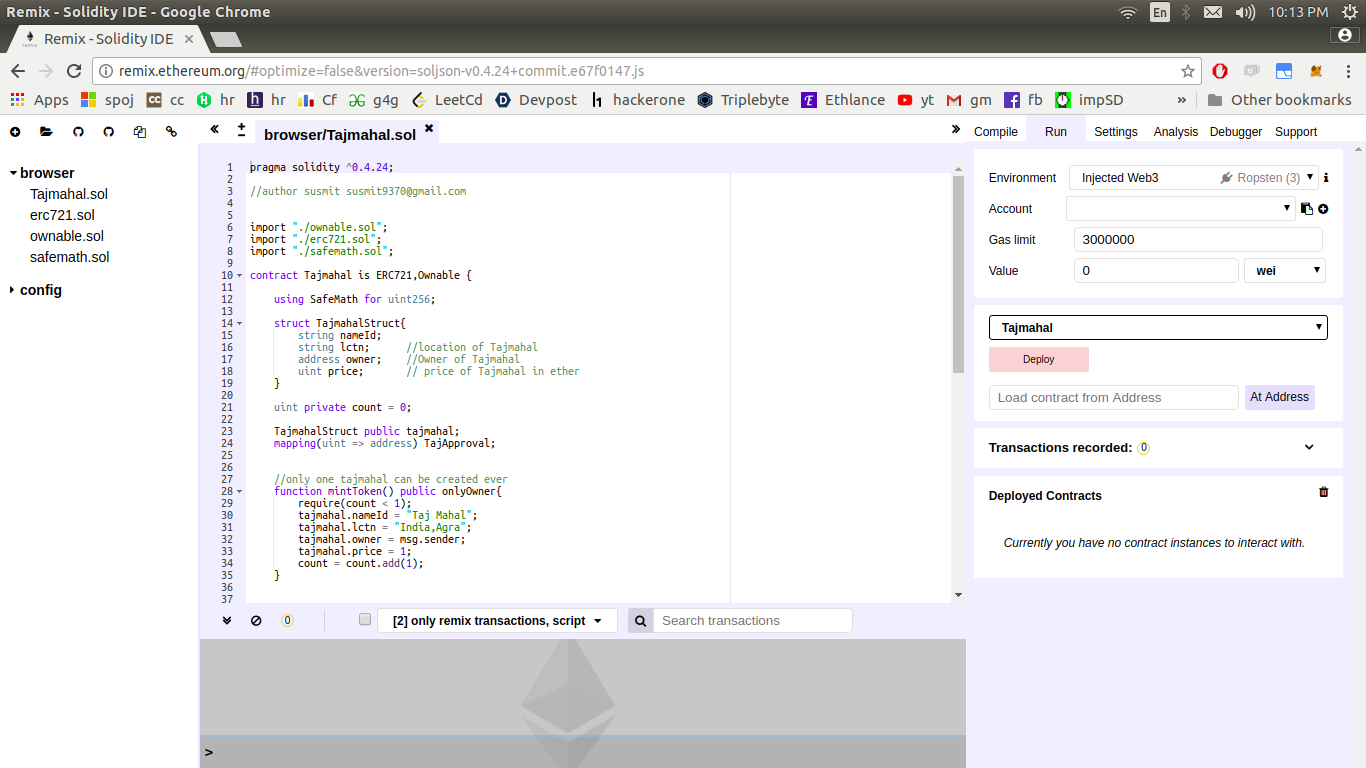 Remix - Solidity IDE - Google Chrome
En
10:13 PM
Remix - Solidity IDE
remix.ethereum.org/#optimize=false&version=soljson-v0.4.24+commit.e67f0147.js
Apps spoj cc hr hr Cf g4g LeetCd Devpost hackerone Triplebyte Ethlance yt gm fb impSD » Other bookmarks
browser/Tajmahal.sol
Compile Run Settings Analysis Debugger Support
browser
Tajmahal.sol
erc721.sol
ownable.sol
safemath.sol
config
1 pragma solidity ^0.4.24;
2
3 //author susmit susmit9370@gmail.com
4
5
6 import "./ownable.sol";
7 import "./erc721.sol";
8 import "./safemath.sol";
9
10 contract Tajmahal is ERC721,Ownable {
11
12 using SafeMath for uint256;
13
14 struct TajmahalStruct{
15 string nameId;
16 string lctn; //location of Tajmahal
17 address owner; //Owner of Tajmahal
18 uint price; // price of Tajmahal in ether
19 }
20
21 uint private count = 0;
22
23 TajmahalStruct public tajmahal;
24 mapping(uint => address) TajApproval;
25
26
27 //only one tajmahal can be created ever
28 function mintToken() public onlyOwner{
29 require(count < 1);
30 tajmahal.nameId = "Taj Mahal";
31 tajmahal.lctn = "India,Agra";
32 tajmahal.owner = msg.sender;
33 tajmahal.price = 1;
34 count = count.add(1);
35 }
36
37
0
[2] only remix transactions, script
Search transactions
>
Environment Injected Web3 Ropsten (3)
Account
Gas limit 3000000
Value 0 wei
Tajmahal
Deploy
Load contract from Address At Address
Transactions recorded: 0
Deployed Contracts
Currently you have no contract instances to interact with.